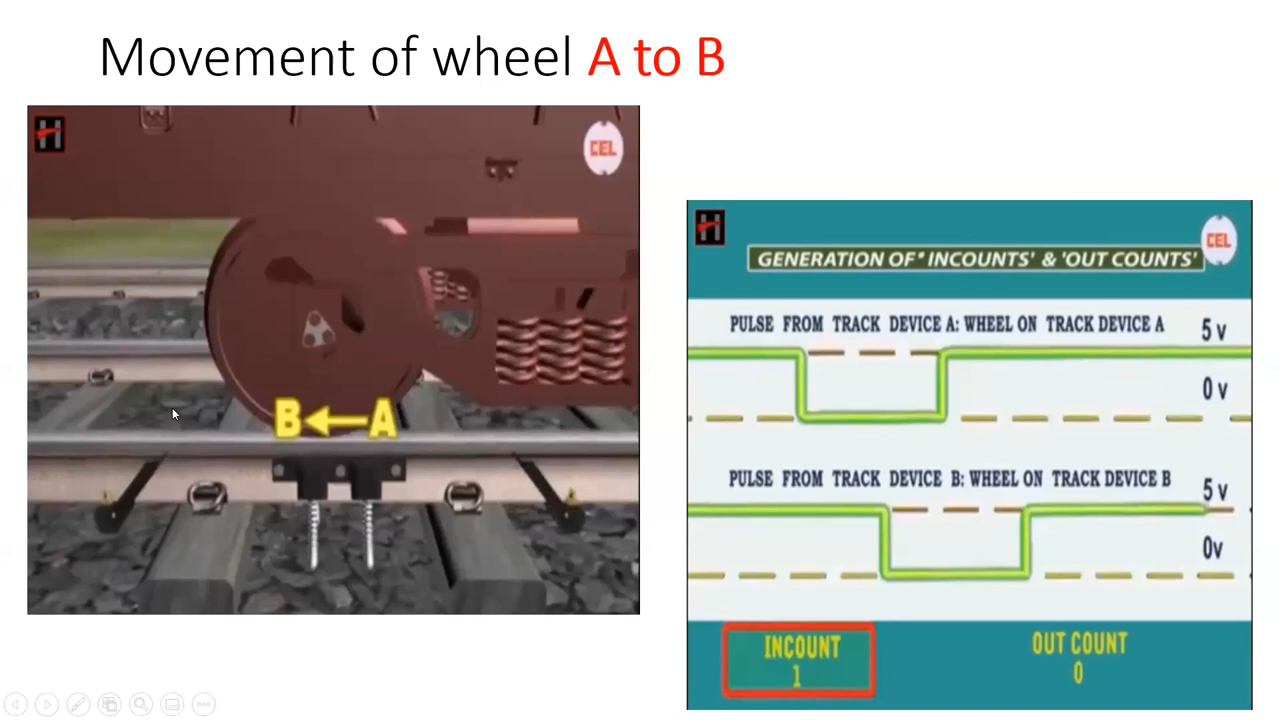 Movement of wheel A to B
H
CEL
B A
H
CEL
GENERATION OF" INCOUNTS' & 'OUT COUNTS'
PULSE FROM TRACK DEVICE A: WHEEL ON TRACK DEVICE A
5 v
0 v
PULSE FROM TRACK DEVICE B: WHEEL ON TRACK DEVICE B
5 v
0v
INCOUNT
1
OUT COUNT
0